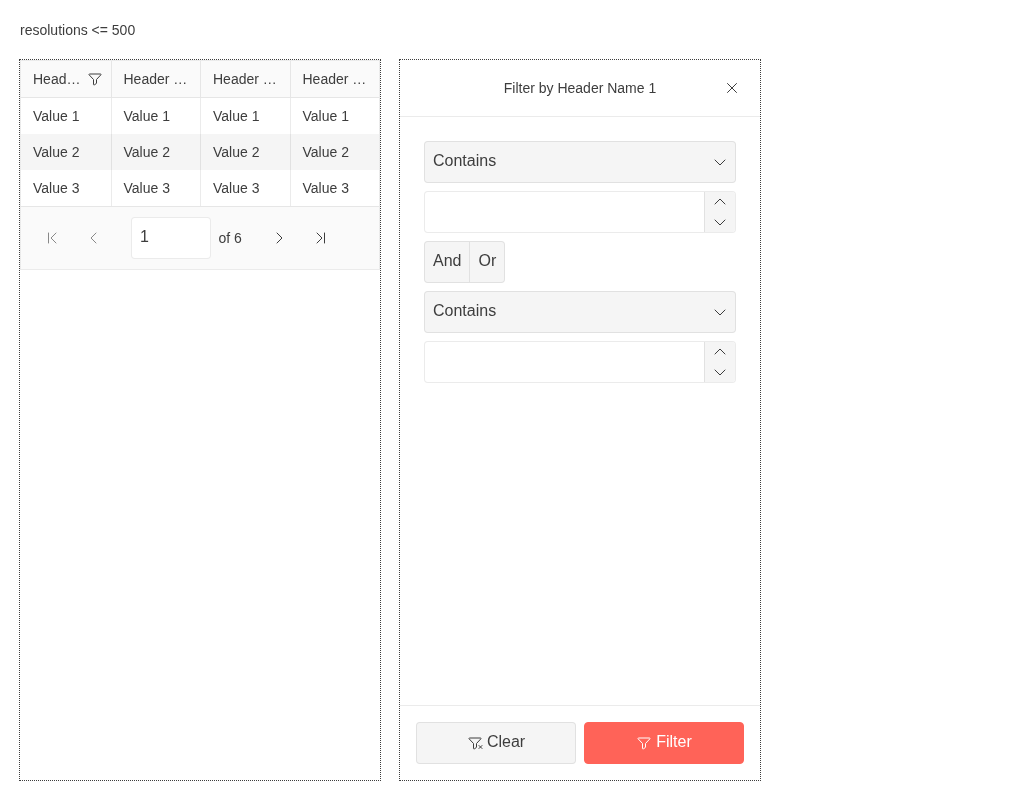 resolutions <= 500
Head… Header … Header … Header …
Value 1 Value 1 Value 1 Value 1
Value 2 Value 2 Value 2 Value 2
Value 3 Value 3 Value 3 Value 3
1 of 6
Filter by Header Name 1
Contains
And Or
Contains
Clear Filter